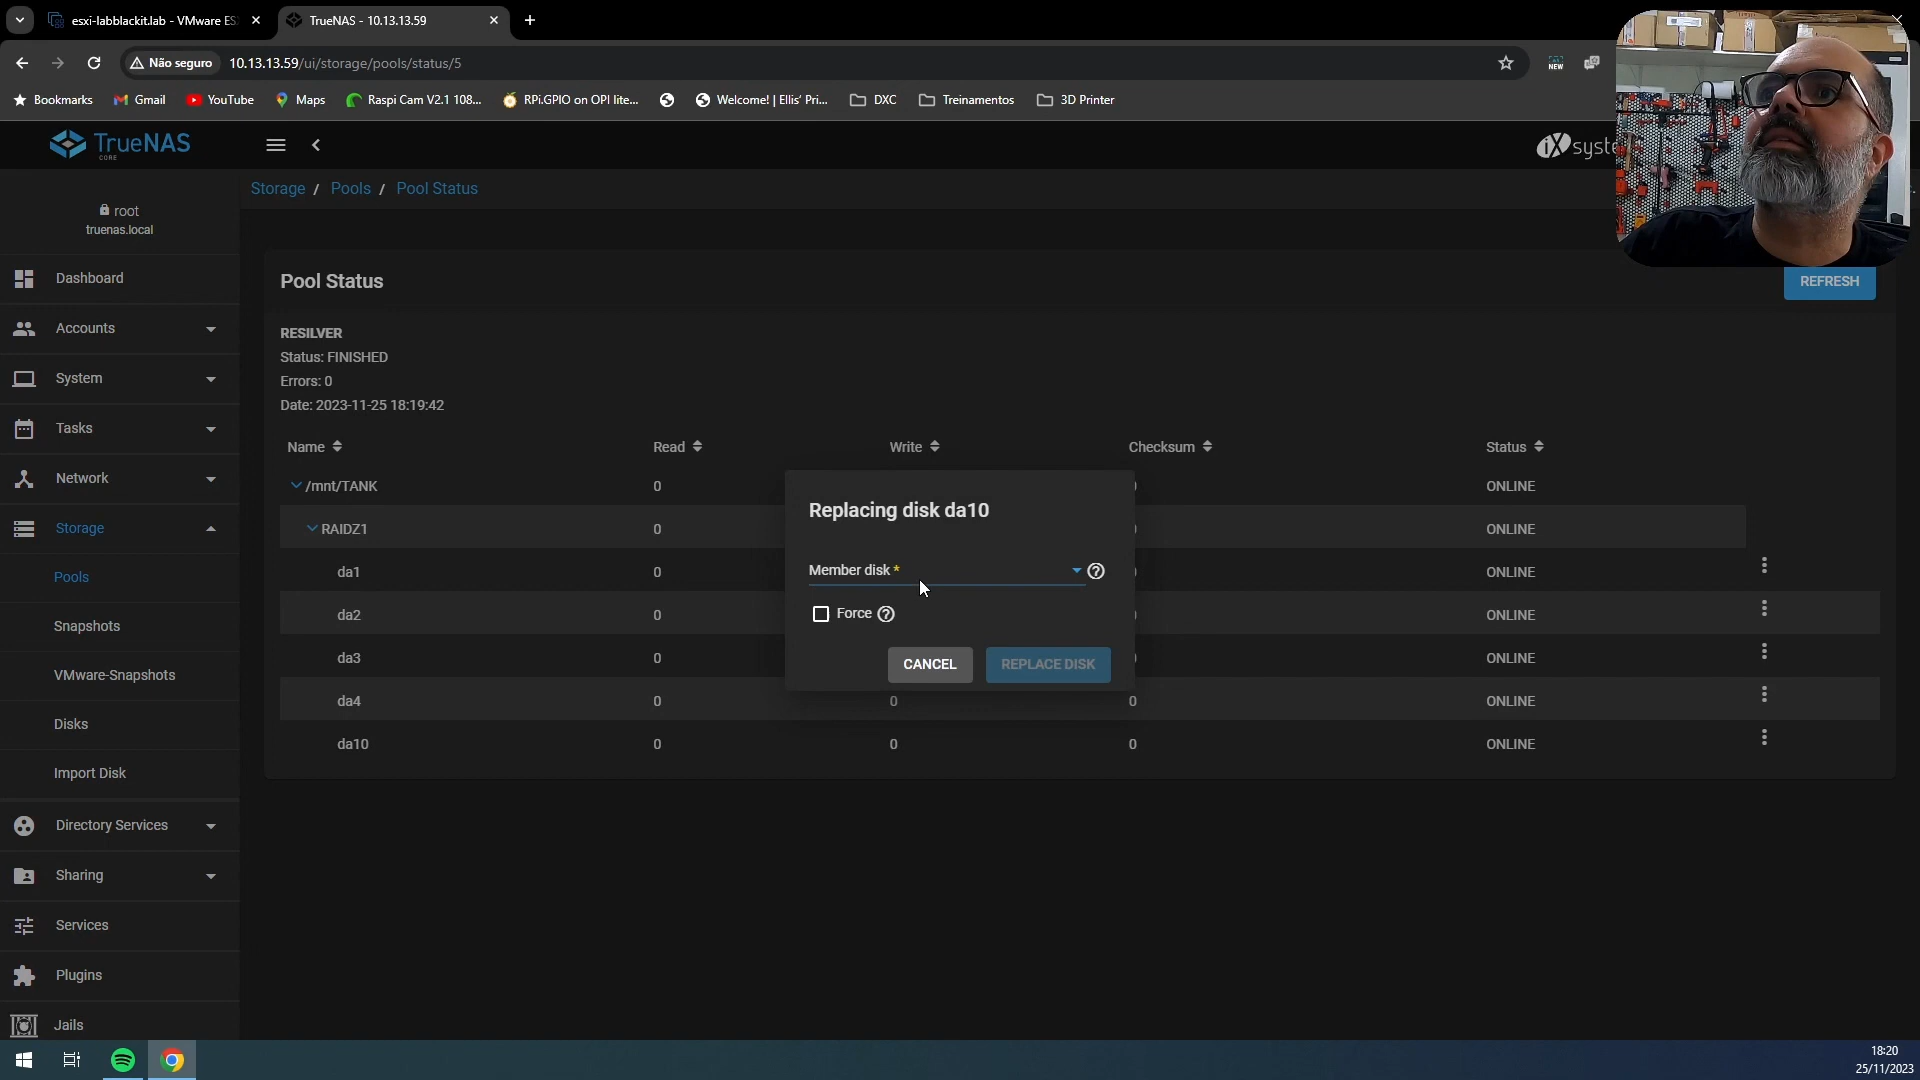 esxi-labblackit.lab - VMware ES
TrueNAS - 10.13.13.59
Não seguro
10.13.13.59/ui/storage/pools/status/5
NEW
Bookmarks
Gmail
YouTube
Maps
Raspi Cam V2.1 108...
RPi.GPIO on OPI lite...
Welcome! | Ellis' Pri...
DXC
Treinamentos
3D Printer
TrueNAS
CORE
iXsyste
Storage / Pools / Pool Status
root
truenas.local
Dashboard
Accounts
System
Tasks
Network
Storage
Pools
Snapshots
VMware-Snapshots
Disks
Import Disk
Directory Services
Sharing
Services
Plugins
Jails
Pool Status
REFRESH
RESILVER
Status: FINISHED
Errors: 0
Date: 2023-11-25 18:19:42
Name Read Write Checksum Status
/mnt/TANK 0 ONLINE
RAIDZ1 0 ONLINE
da1 0 ONLINE
da2 0 ONLINE
da3 0 ONLINE
da4 0 0 0 ONLINE
da10 0 0 0 ONLINE
Replacing disk da10
Member disk *
Force
CANCEL
REPLACE DISK
18:20
25/11/2023